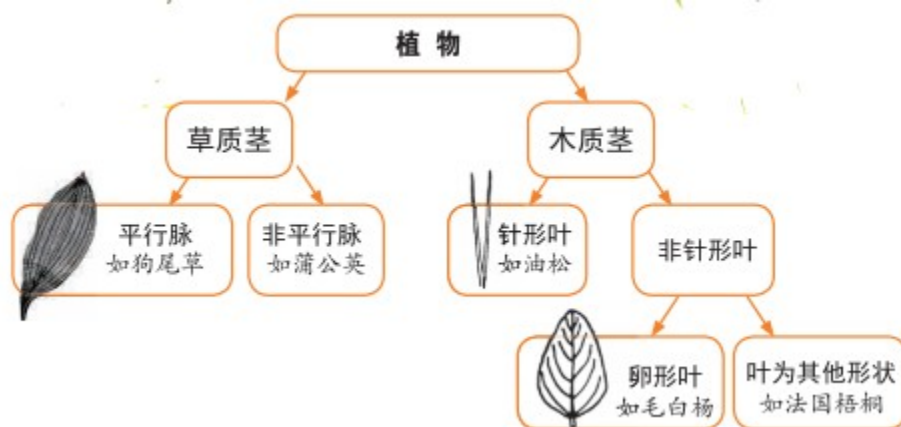 植物
草质茎
木质茎
平行脉
如狗尾草
非平行脉
如蒲公英
针形叶
如油松
非针形叶
卵形叶
如毛白杨
叶为其他形状
如法国梧桐